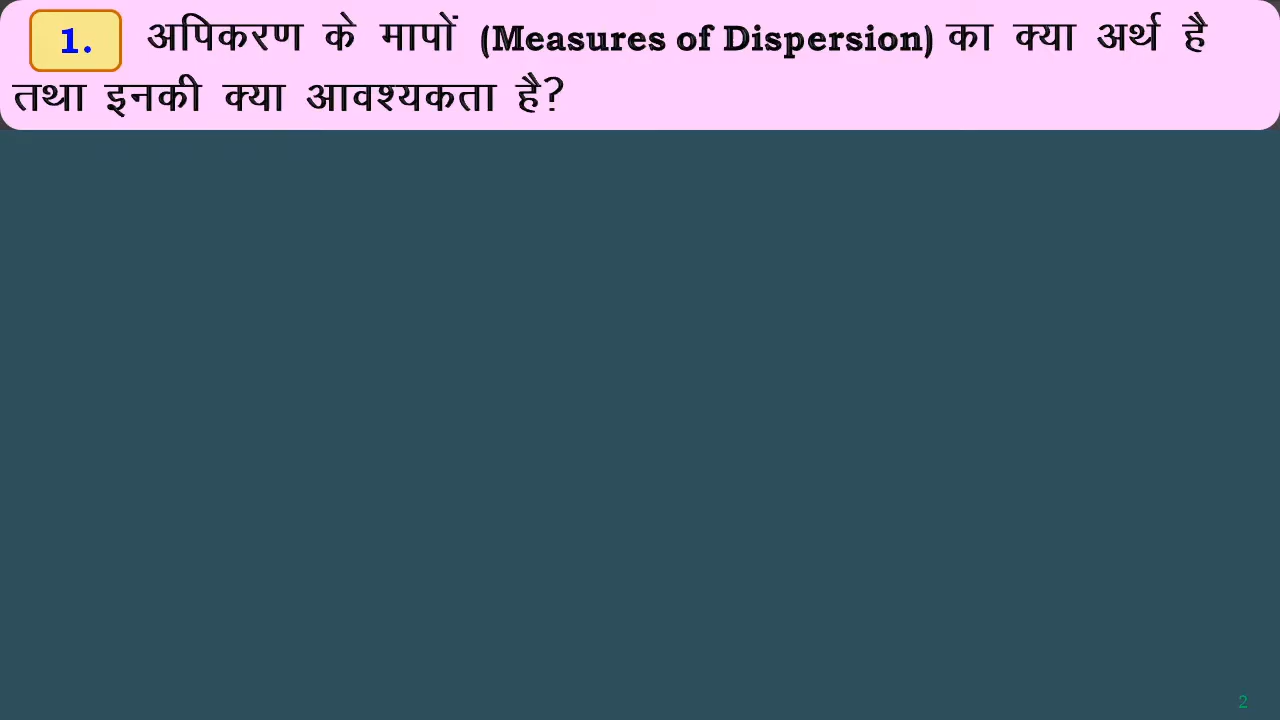 1. अपिकरण के मापों (Measures of Dispersion) का क्या अर्थ है
तथा इनकी क्या आवश्यकता है?
2